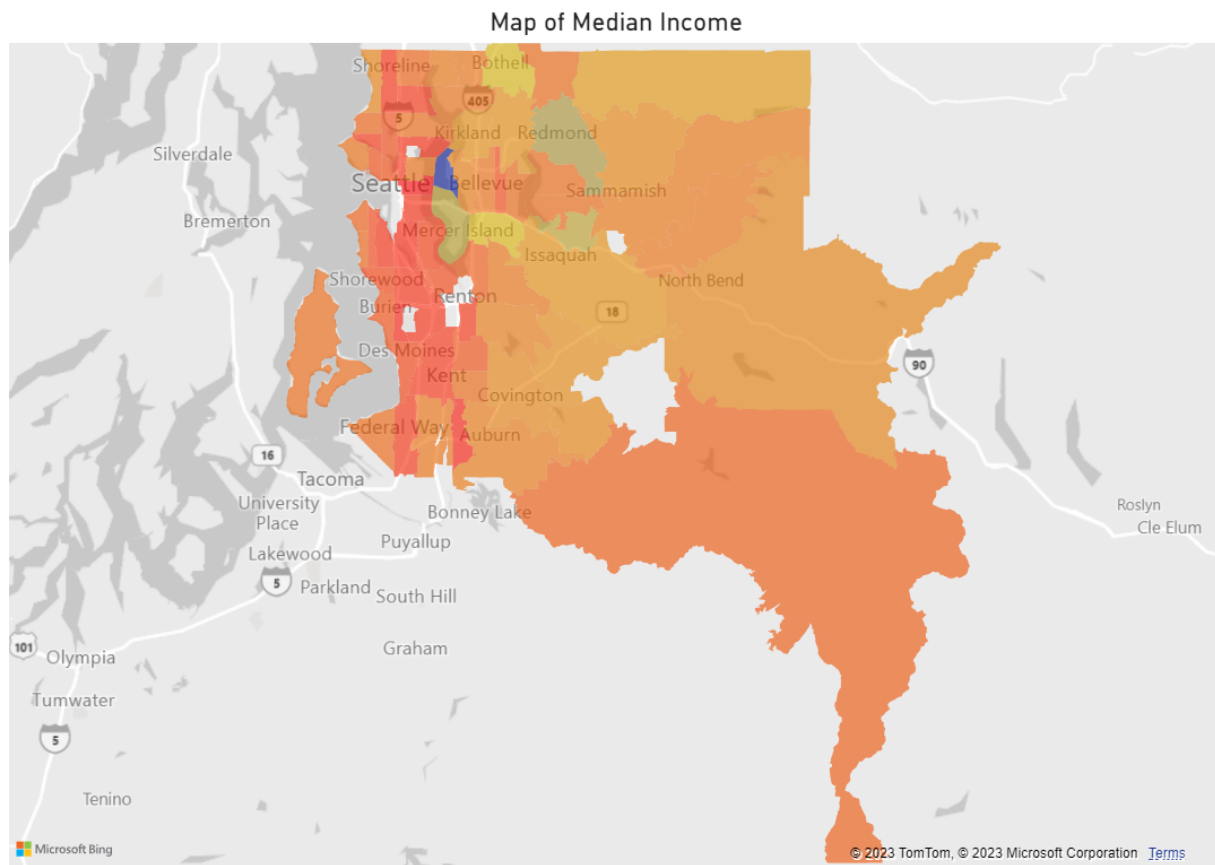 Map of Median Income
Shoreline
Bothell
405
5
Kirkland
Redmond
Silverdale
Seattle
Bellevue
Sammamish
Bremerton
Mercer Island
Issaquah
Shorewood
North Bend
Renton
Burien
18
Des Moines
90
Kent
Covington
Federal Way
Auburn
16
Tacoma
University
Place
Bonney Lake
Roslyn
Cle Elum
Puyallup
Lakewood
5
Parkland
South Hill
101
Olympia
Graham
Tumwater
5
Tenino
Microsoft Bing
© 2023 TomTom, © 2023 Microsoft Corporation Terms